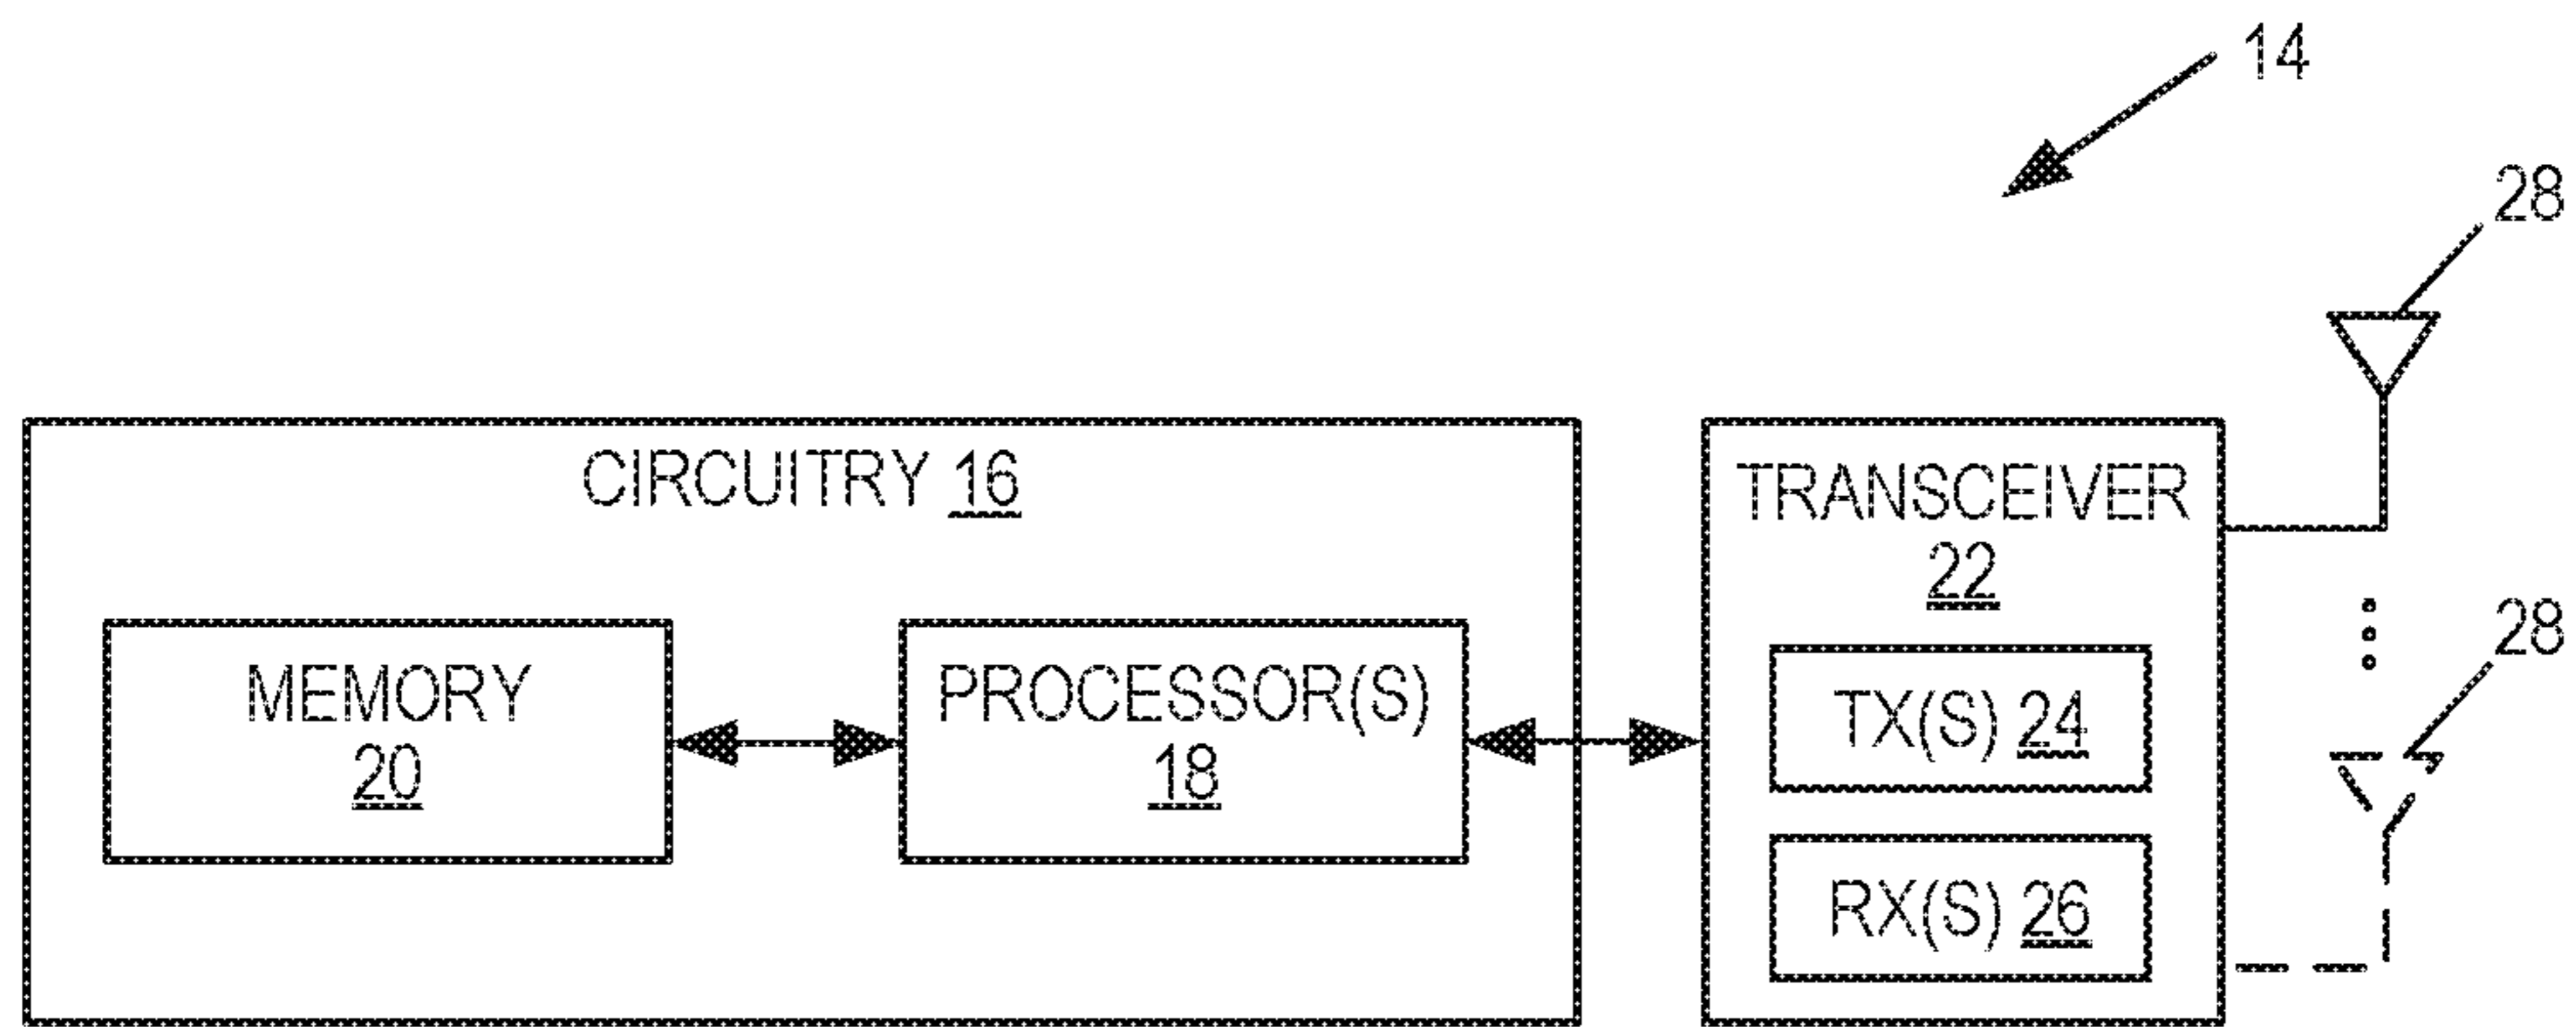 14
28
CIRCUITRY 16
TRANSCEIVER
22
28
MEMORY
20
PROCESSOR(S)
18
TX(S) 24
RX(S) 26